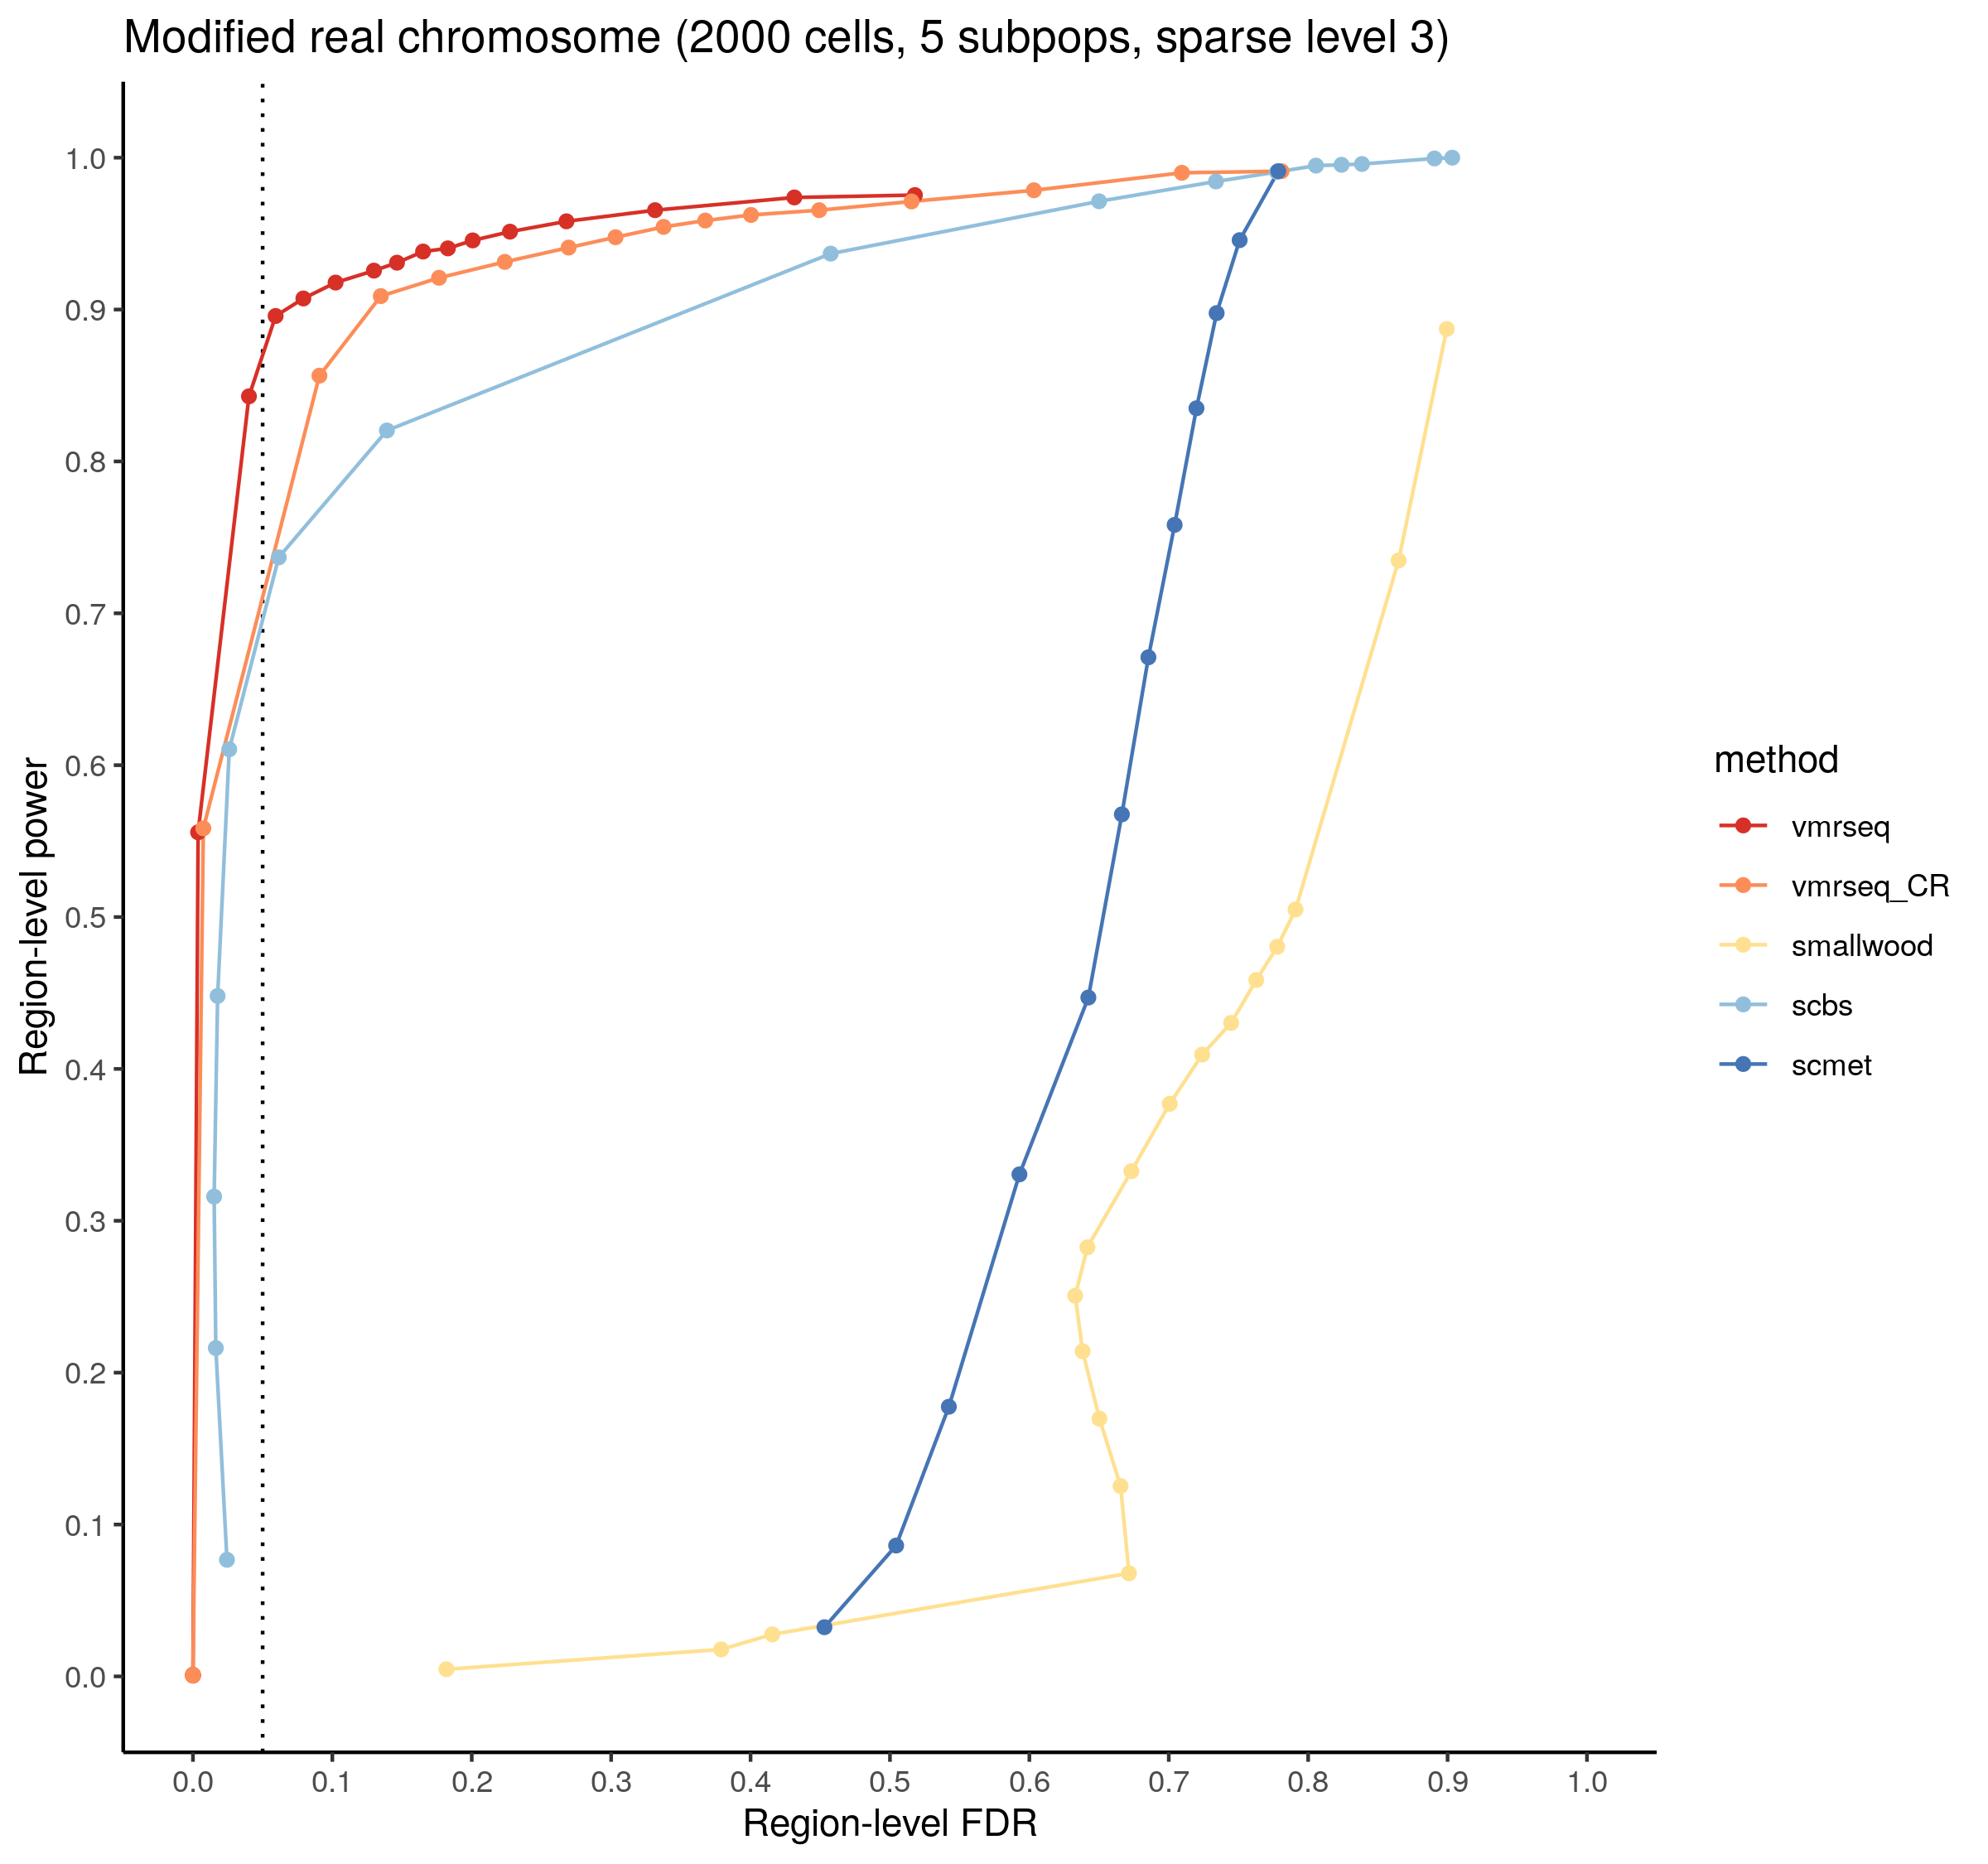 Modified real chromosome (2000 cells, 5 subpops, sparse level 3)
Region-level power
1.0
0.9
0.8
0.7
0.6
0.5
0.4
0.3
0.2
0.1
0.0
0.0 0.1 0.2 0.3 0.4 0.5 0.6 0.7 0.8 0.9 1.0
Region-level FDR
method
vmrseq
vmrseq_CR
smallwood
scbs
scmet